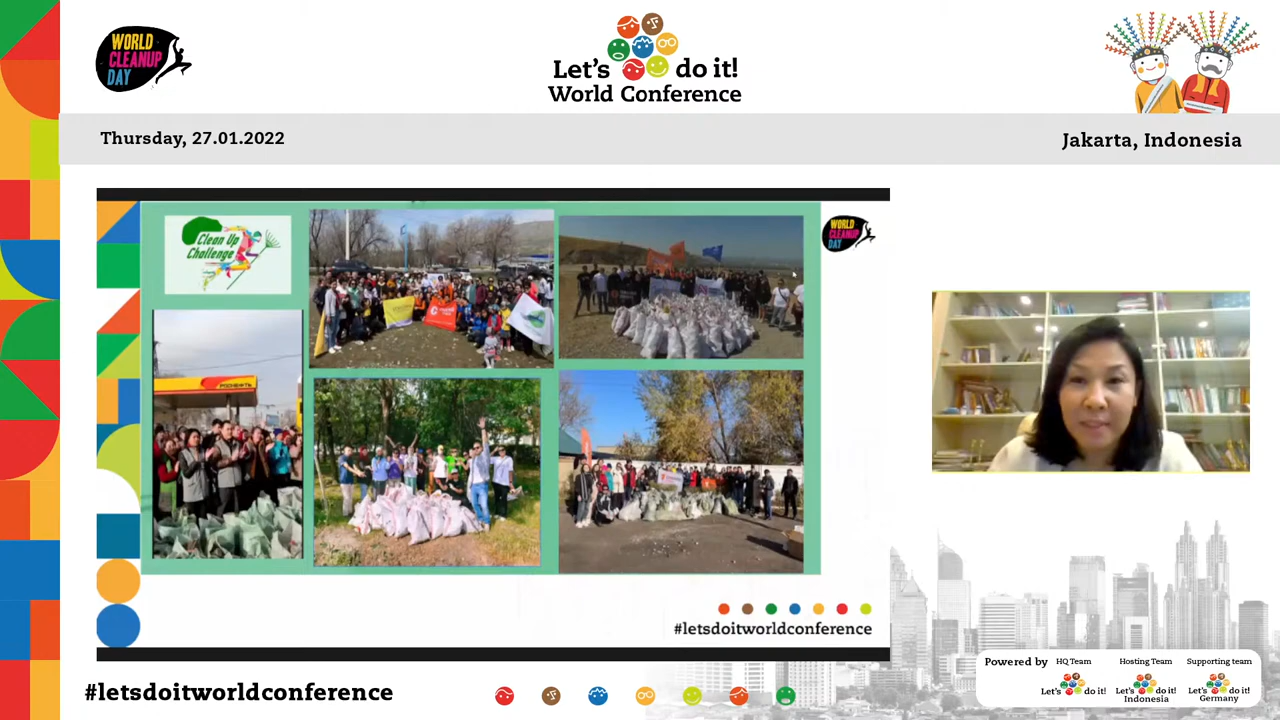 WORLD
CLEANUP
DAY
Let's do it!
World Conference
Thursday, 27.01.2022
Jakarta, Indonesia
Clean Up
Challenge
WORLD
CLEANUP
DAY
РОСНЕФТЬ
#letsdoitworldconference
#letsdoitworldconference
Powered by
HQ Team
Hosting Team
Supporting team
Let's do it!
Let's do it!
Indonesia
Let's do it!
Germany